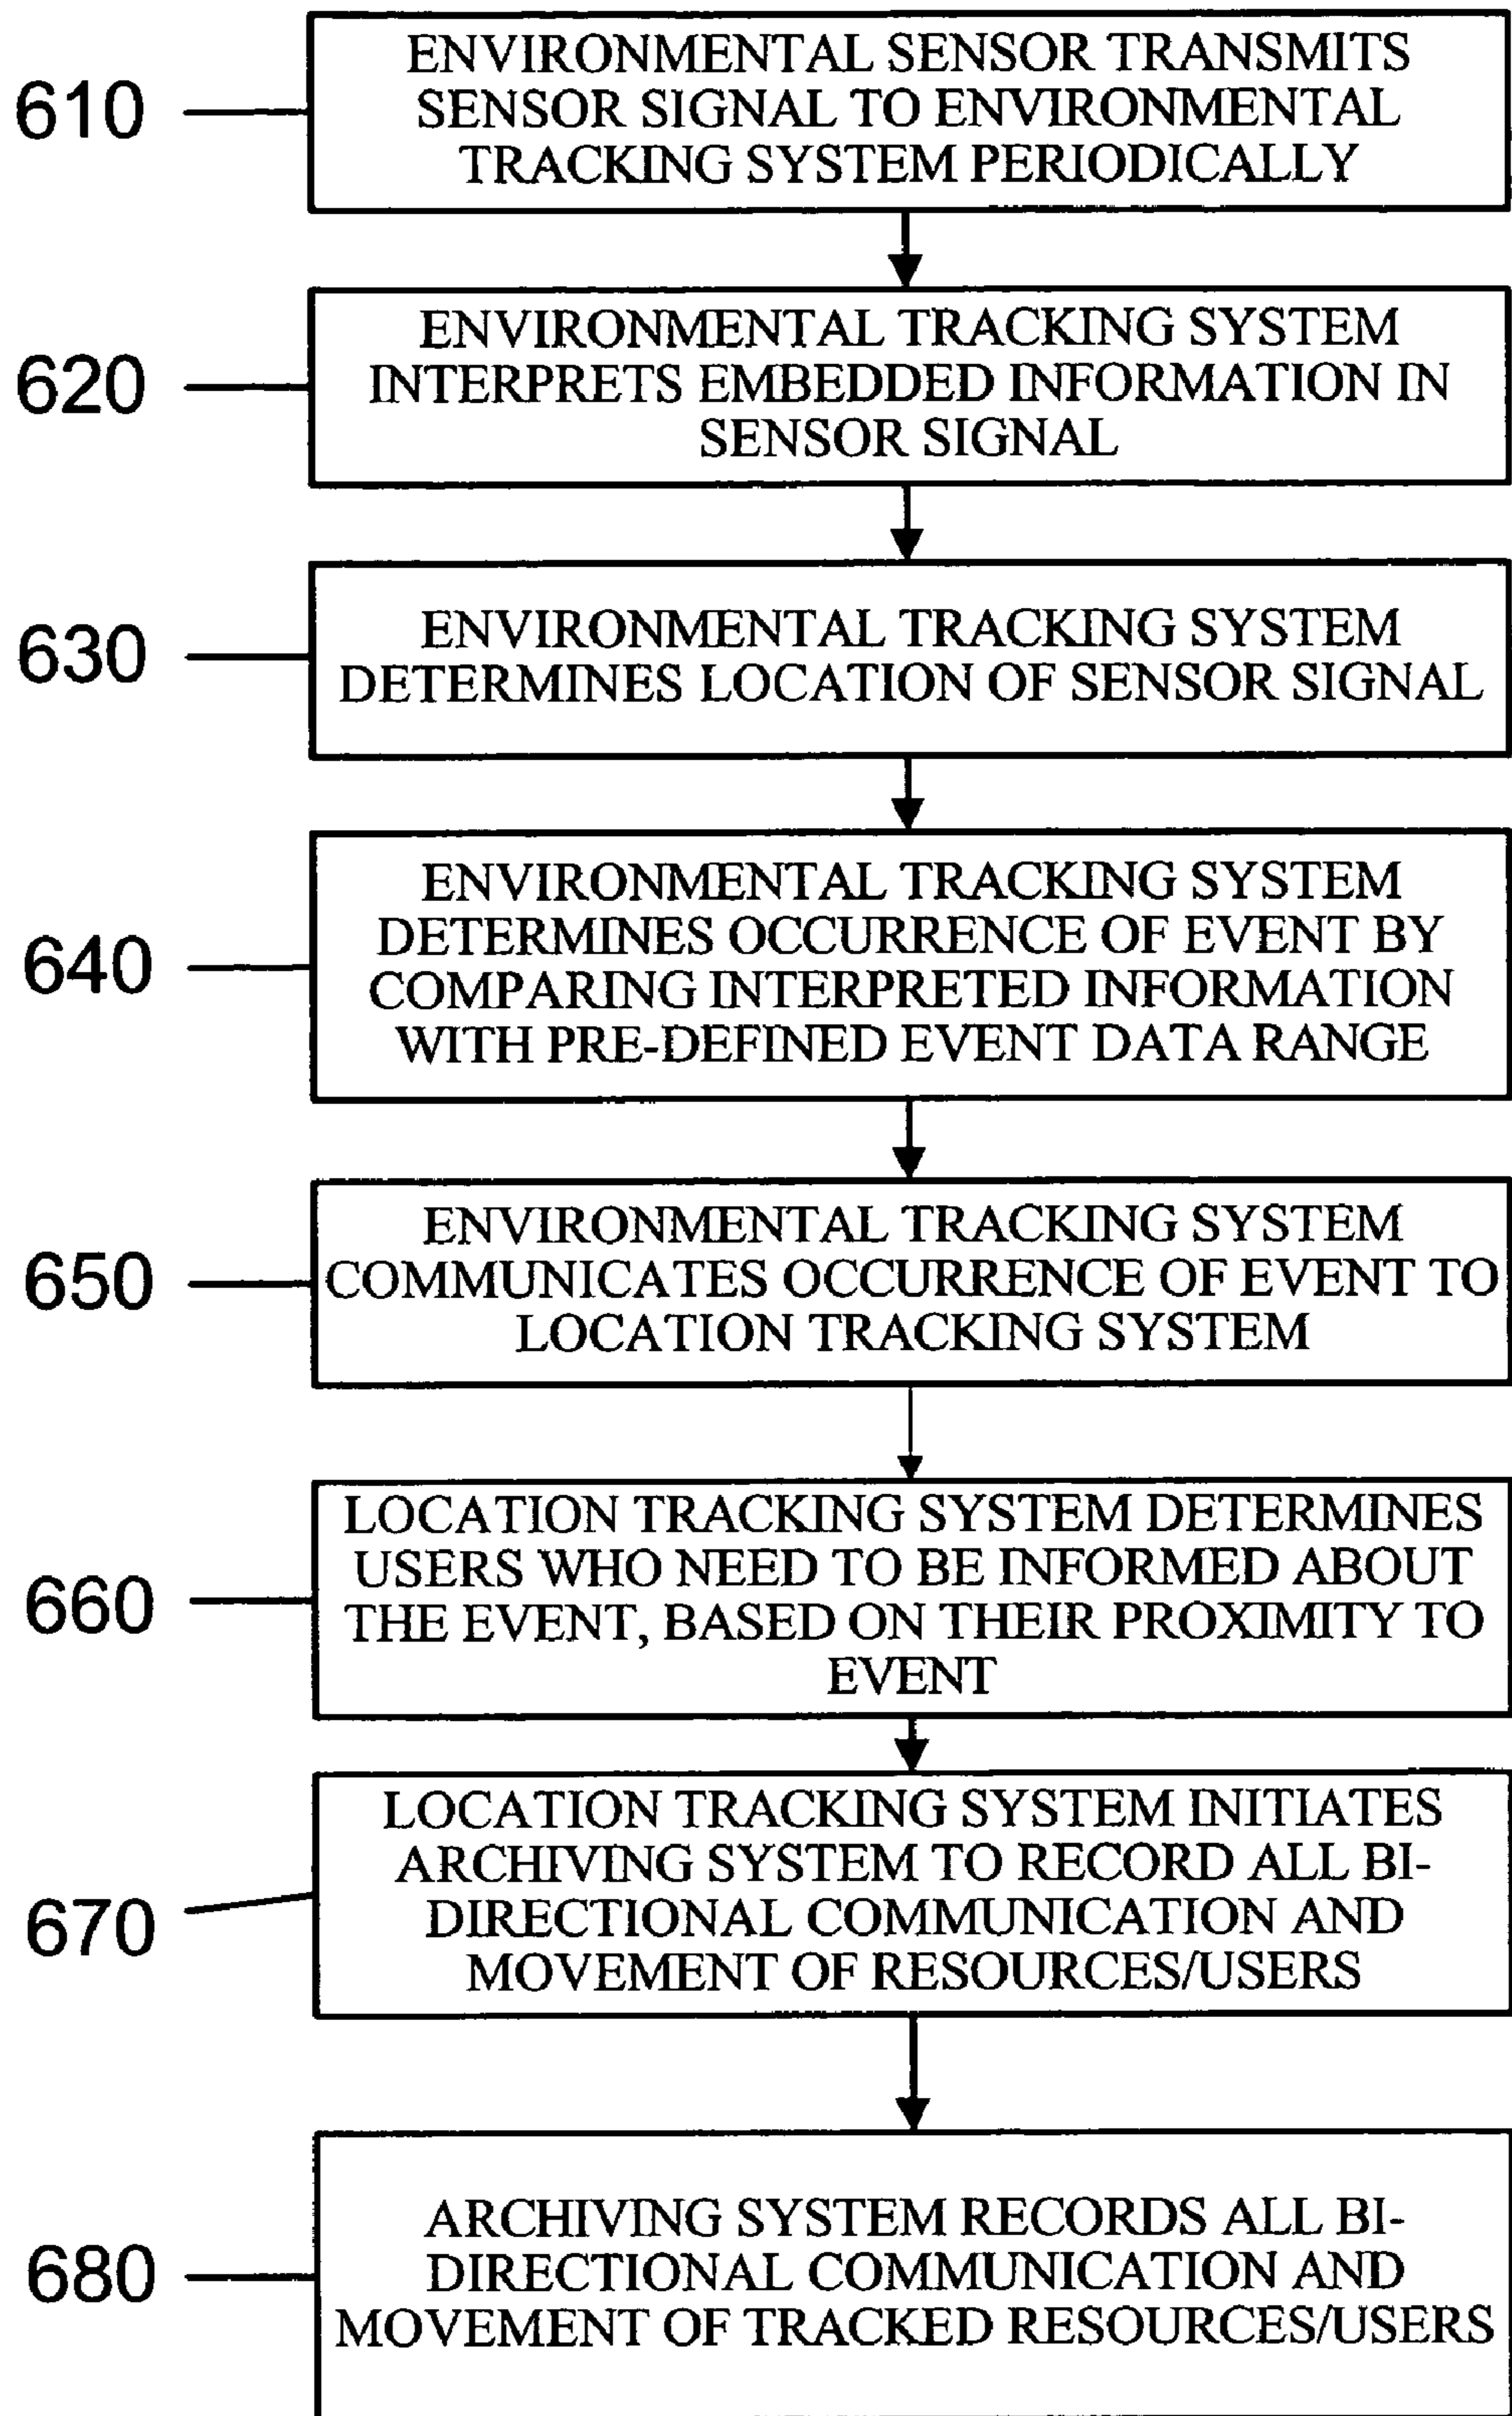 610
ENVIRONMENTAL SENSOR TRANSMITS
SENSOR SIGNAL TO ENVIRONMENTAL
TRACKING SYSTEM PERIODICALLY
620
ENVIRONMENTAL TRACKING SYSTEM
INTERPRETS EMBEDDED INFORMATION IN
SENSOR SIGNAL
630
ENVIRONMENTAL TRACKING SYSTEM
DETERMINES LOCATION OF SENSOR SIGNAL
640
ENVIRONMENTAL TRACKING SYSTEM
DETERMINES OCCURRENCE OF EVENT BY
COMPARING INTERPRETED INFORMATION
WITH PRE-DEFINED EVENT DATA RANGE
650
ENVIRONMENTAL TRACKING SYSTEM
COMMUNICATES OCCURRENCE OF EVENT TO
LOCATION TRACKING SYSTEM
660
LOCATION TRACKING SYSTEM DETERMINES
USERS WHO NEED TO BE INFORMED ABOUT
THE EVENT, BASED ON THEIR PROXIMITY TO
EVENT
670
LOCATION TRACKING SYSTEM INITIATES
ARCHIVING SYSTEM TO RECORD ALL BI-
DIRECTIONAL COMMUNICATION AND
MOVEMENT OF RESOURCES/USERS
680
ARCHIVING SYSTEM RECORDS ALL BI-
DIRECTIONAL COMMUNICATION AND
MOVEMENT OF TRACKED RESOURCES/USERS